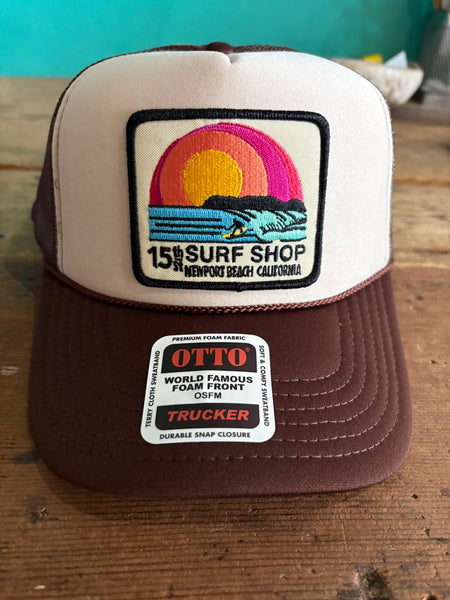 15th SURF SHOP
ST NEWPORT BEACH CALIFORNIA
PREMIUM FOAM FABRIC
TERRY CLOTH SWEATBAND
OTTO®
WORLD FAMOUS
FOAM FRONT
OSFM
TRUCKER
SOFT & COMFY SWEATBAND
DURABLE SNAP CLOSURE